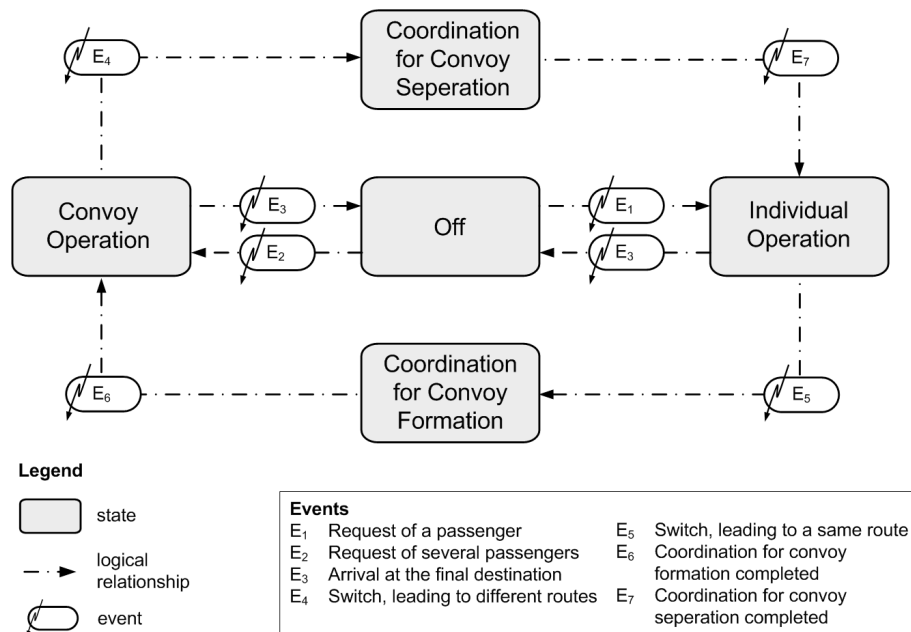 E₄
Coordination
for Convoy
Seperation
E₇
Convoy
Operation
E₃
E₂
Off
E₁
E₃
Individual
Operation
E₆
Coordination
for Convoy
Formation
E₅
Legend
state
logical
relationship
event
Events
E₁ Request of a passenger
E₂ Request of several passengers
E₃ Arrival at the final destination
E₄ Switch, leading to different routes
E₅ Switch, leading to a same route
E₆ Coordination for convoy
formation completed
E₇ Coordination for convoy
seperation completed